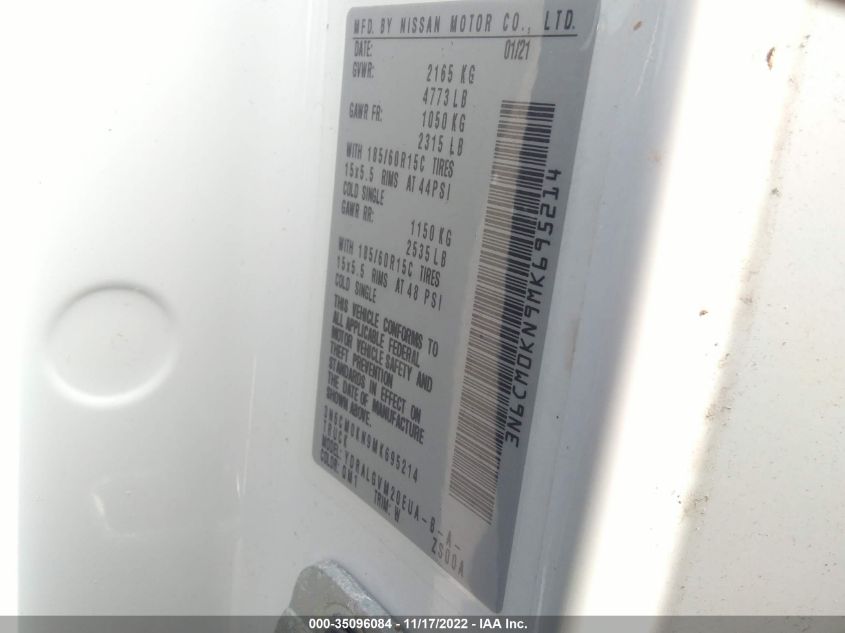 MFD. BY NISSAN MOTOR CO., LTD.
DATE: 01/21
GVWR: 2165 KG
4773 LB
GAWR FR: 1050 KG
2315 LB
WITH 185/60R15C TIRES
15x5.5 RIMS AT 44PSI
COLD SINGLE
GAWR RR: 1150 KG
2535 LB
WITH 185/60R15C TIRES
15x5.5 RIMS AT 48 PSI
COLD SINGLE
THIS VEHICLE CONFORMS TO
ALL APPLICABLE FEDERAL
MOTOR VEHICLE SAFETY AND
THEFT PREVENTION
STANDARDS IN EFFECT ON
THE DATE OF MANUFACTURE
SHOWN ABOVE.
3N6CM0KN9MK695214
TRUCK
MODEL: YDRALGVM20EUA-B-A-
COLOR: QM1 TRIM: W ZS00A
3N6CM0KN9MK695214
000-35096084 - 11/17/2022 - IAA Inc.